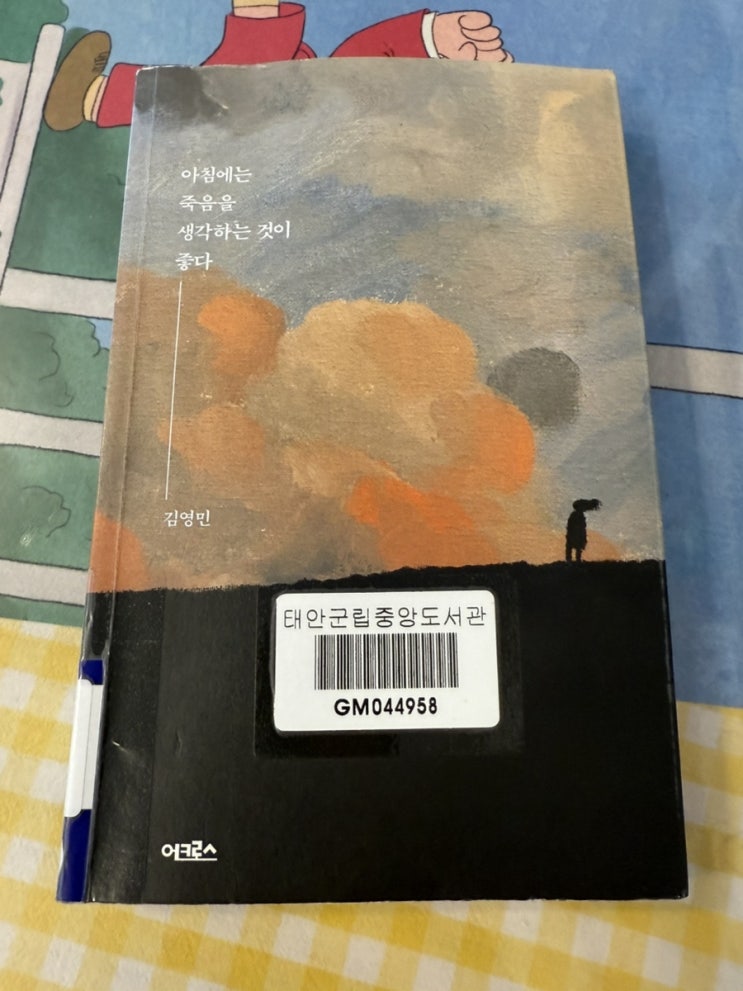 아침에는
죽음을
생각하는 것이
좋다
김영민
태안군립중앙도서관
GM044958
어크로스